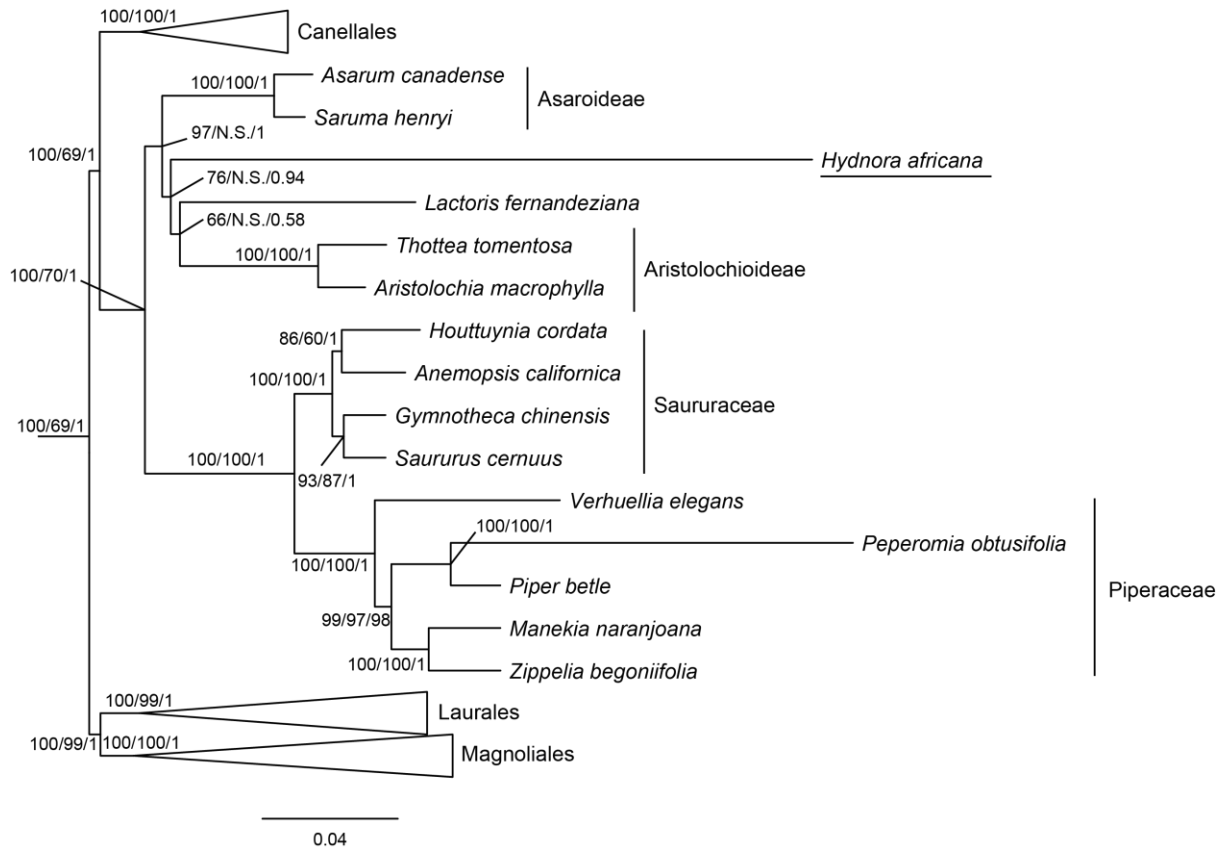 100/100/1
Canellales
Asarum canadense
100/100/1
Asaroideae
Saruma henryi
97/N.S./1
100/69/1
Hydnora africana
76/N.S./0.94
Lactoris fernandeziana
66/N.S./0.58
Thottea tomentosa
100/100/1
Aristolochioideae
100/70/1
Aristolochia macrophylla
Houttuynia cordata
86/60/1
Anemopsis californica
100/100/1
Saururaceae
Gymnotheca chinensis
100/69/1
Saururus cernuus
100/100/1
93/87/1
Verhuellia elegans
100/100/1
Peperomia obtusifolia
100/100/1
Piper betle
Piperaceae
99/97/98
Manekia naranjoana
100/100/1
Zippelia begoniifolia
100/99/1
Laurales
100/99/1
100/100/1
Magnoliales
0.04